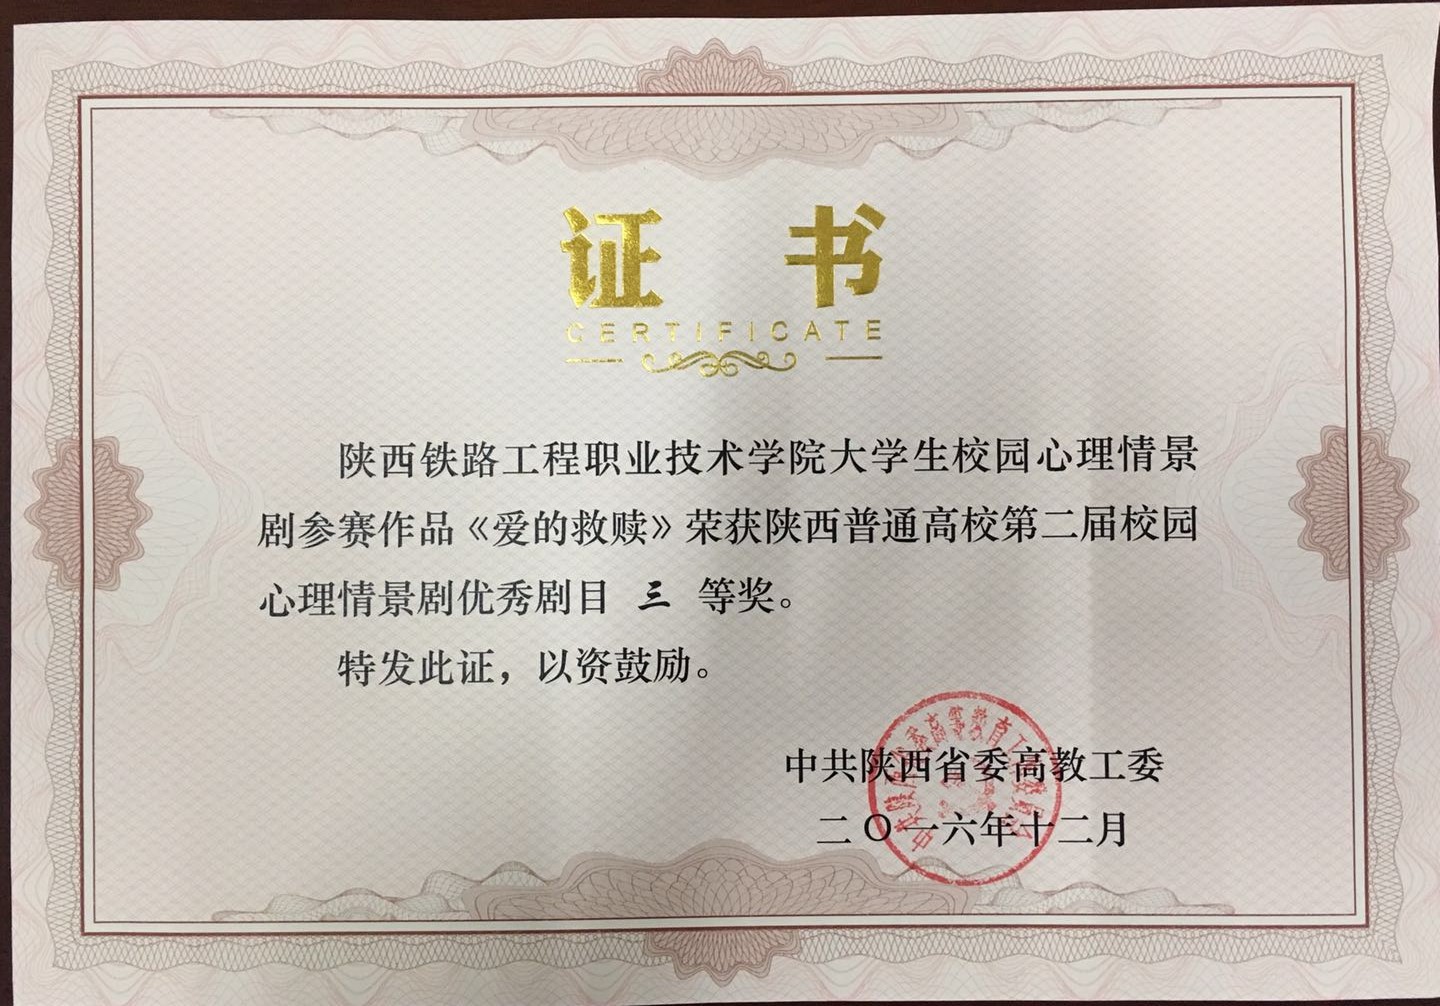 证书
CERTIFICATE
陕西铁路工程职业技术学院大学生校园心理情景
剧参赛作品《爱的救赎》荣获陕西普通高校第二届校园
心理情景剧优秀剧目 三 等奖。
特发此证，以资鼓励。
中共陕西省委高教工委
二〇一六年十二月